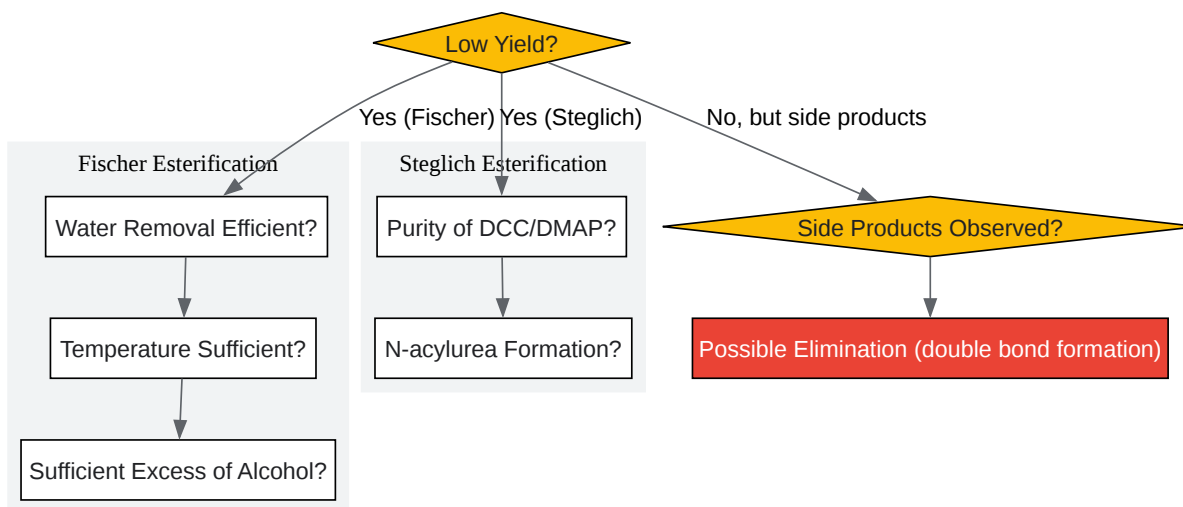 Low Yield?
Yes (Fischer)
Yes (Steglich)
No, but side products
Fischer Esterification
Steglich Esterification
Water Removal Efficient?
Purity of DCC/DMAP?
Side Products Observed?
Temperature Sufficient?
N-acylurea Formation?
Possible Elimination (double bond formation)
Sufficient Excess of Alcohol?